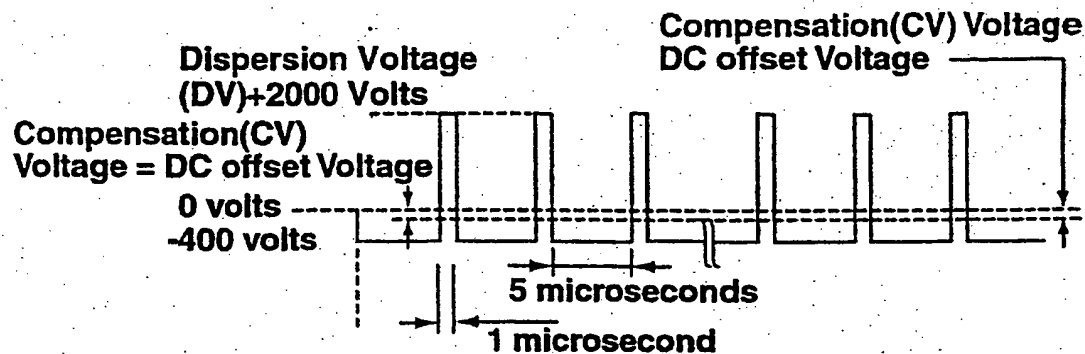 Compensation(CV) Voltage
DC offset Voltage
Dispersion Voltage
(DV)+2000 Volts
Compensation(CV)
Voltage = DC offset Voltage
0 volts
-400 volts
5 microseconds
1 microsecond